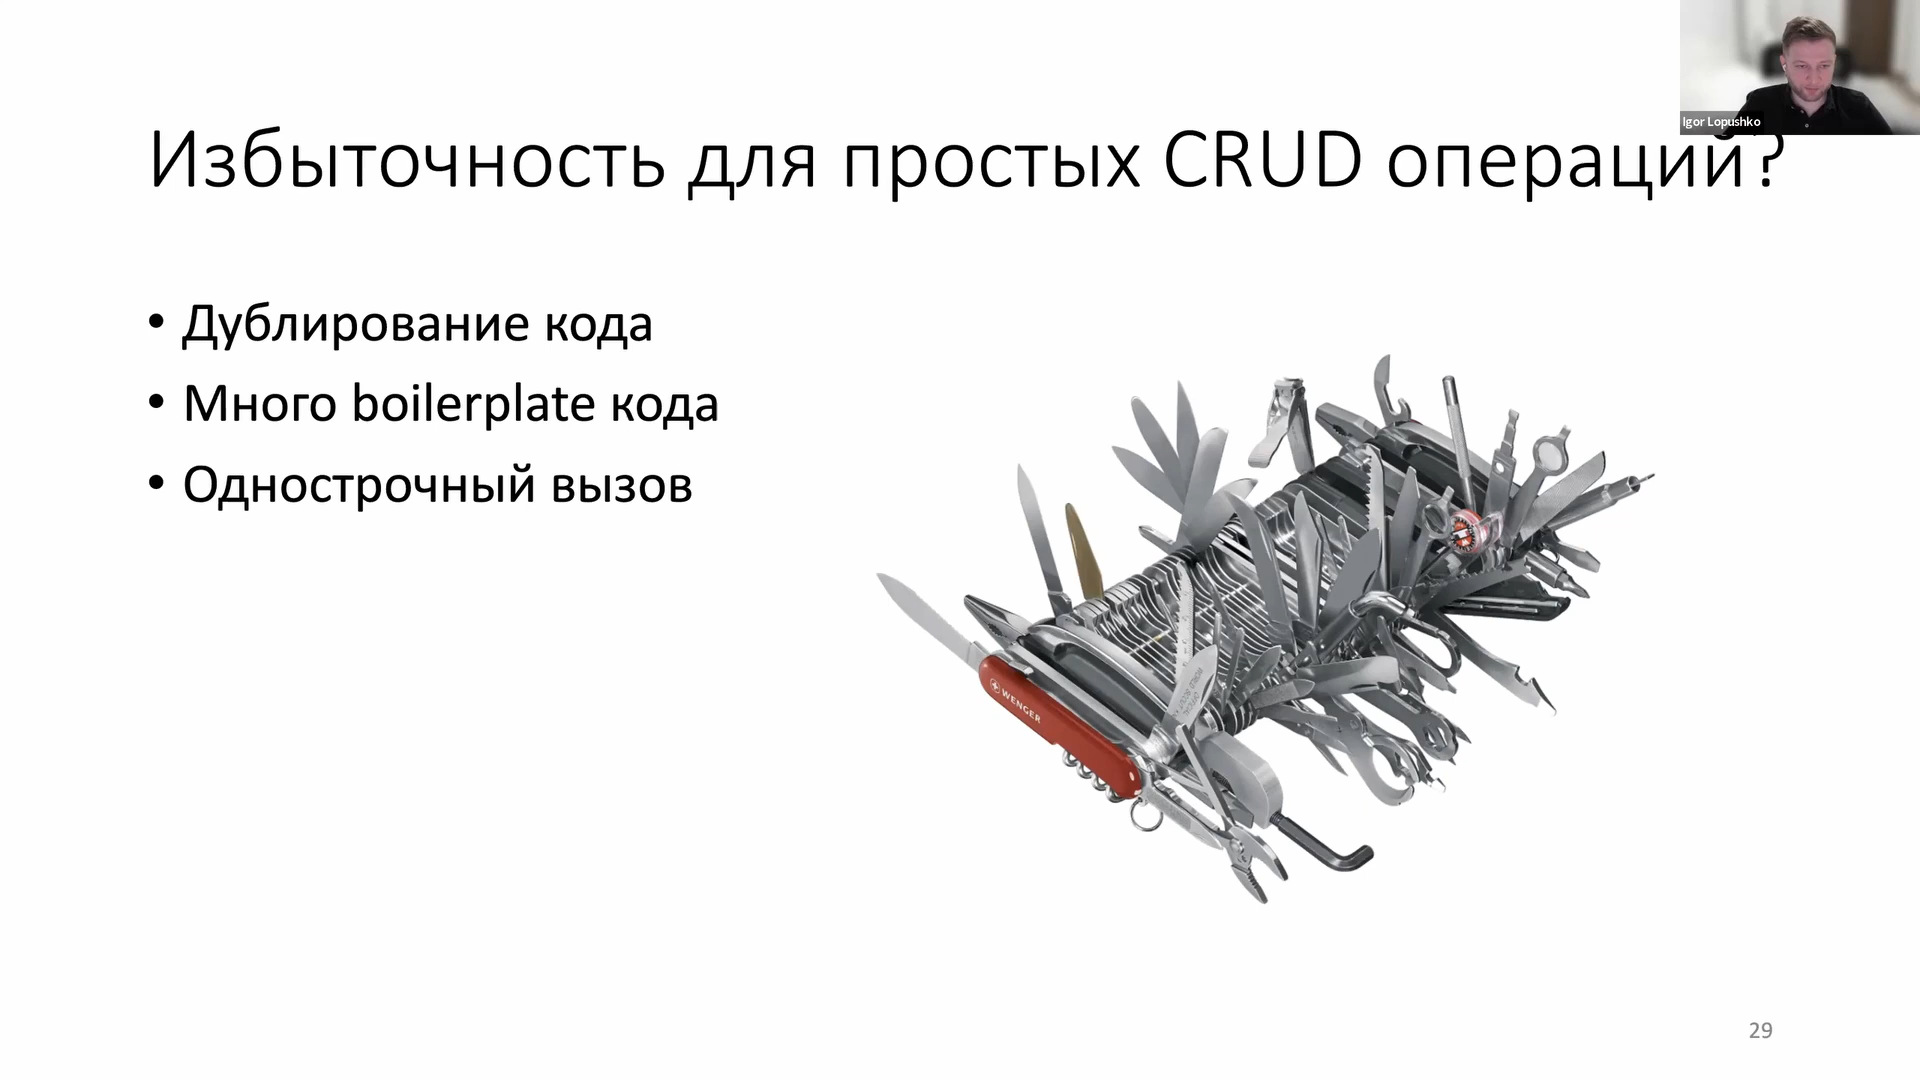 Igor Lopushko
Избыточность для простых CRUD операций?
• Дублирование кода
• Много boilerplate кода
• Однострочный вызов
WENGER
29